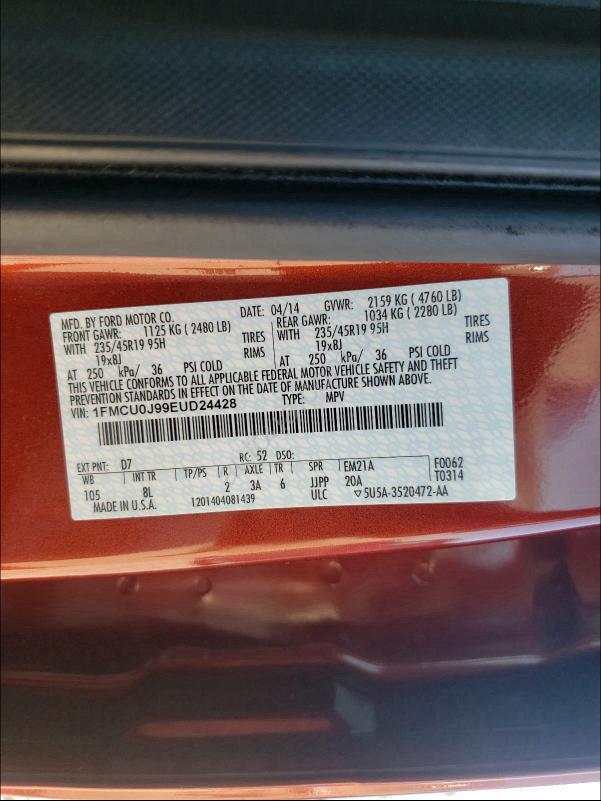 MFD. BY FORD MOTOR CO. DATE: 04/14 GVWR: 2159 KG ( 4760 LB)
FRONT GAWR: 1125 KG ( 2480 LB) REAR GAWR: 1034 KG ( 2280 LB)
WITH 235/45R19 95H TIRES WITH 235/45R19 95H TIRES
19x8J RIMS 19x8J RIMS
AT 250 kPa/ 36 PSI COLD AT 250 kPa/ 36 PSI COLD
THIS VEHICLE CONFORMS TO ALL APPLICABLE FEDERAL MOTOR VEHICLE SAFETY AND THEFT
PREVENTION STANDARDS IN EFFECT ON THE DATE OF MANUFACTURE SHOWN ABOVE.
VIN: 1FMCU0J99EUD24428 TYPE: MPV
EXT PNT: D7 RC: 52 DSO: F0062
WB INT TR TP/PS R AXLE TR SPR EM21A T0314
105 8L 2 3A 6 JJPP 20A
MADE IN U.S.A. 1201404081439 ULC 5U5A-3520472-AA